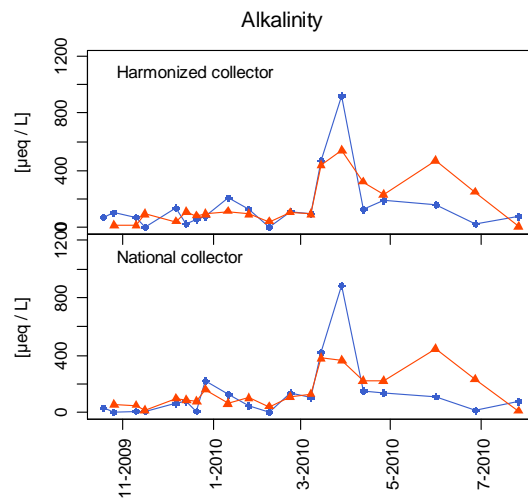 Alkalinity
1200
Harmonized collector
800
[µeq / L]
400
0
1200
National collector
800
[µeq / L]
400
0
11-2009
1-2010
3-2010
5-2010
7-2010